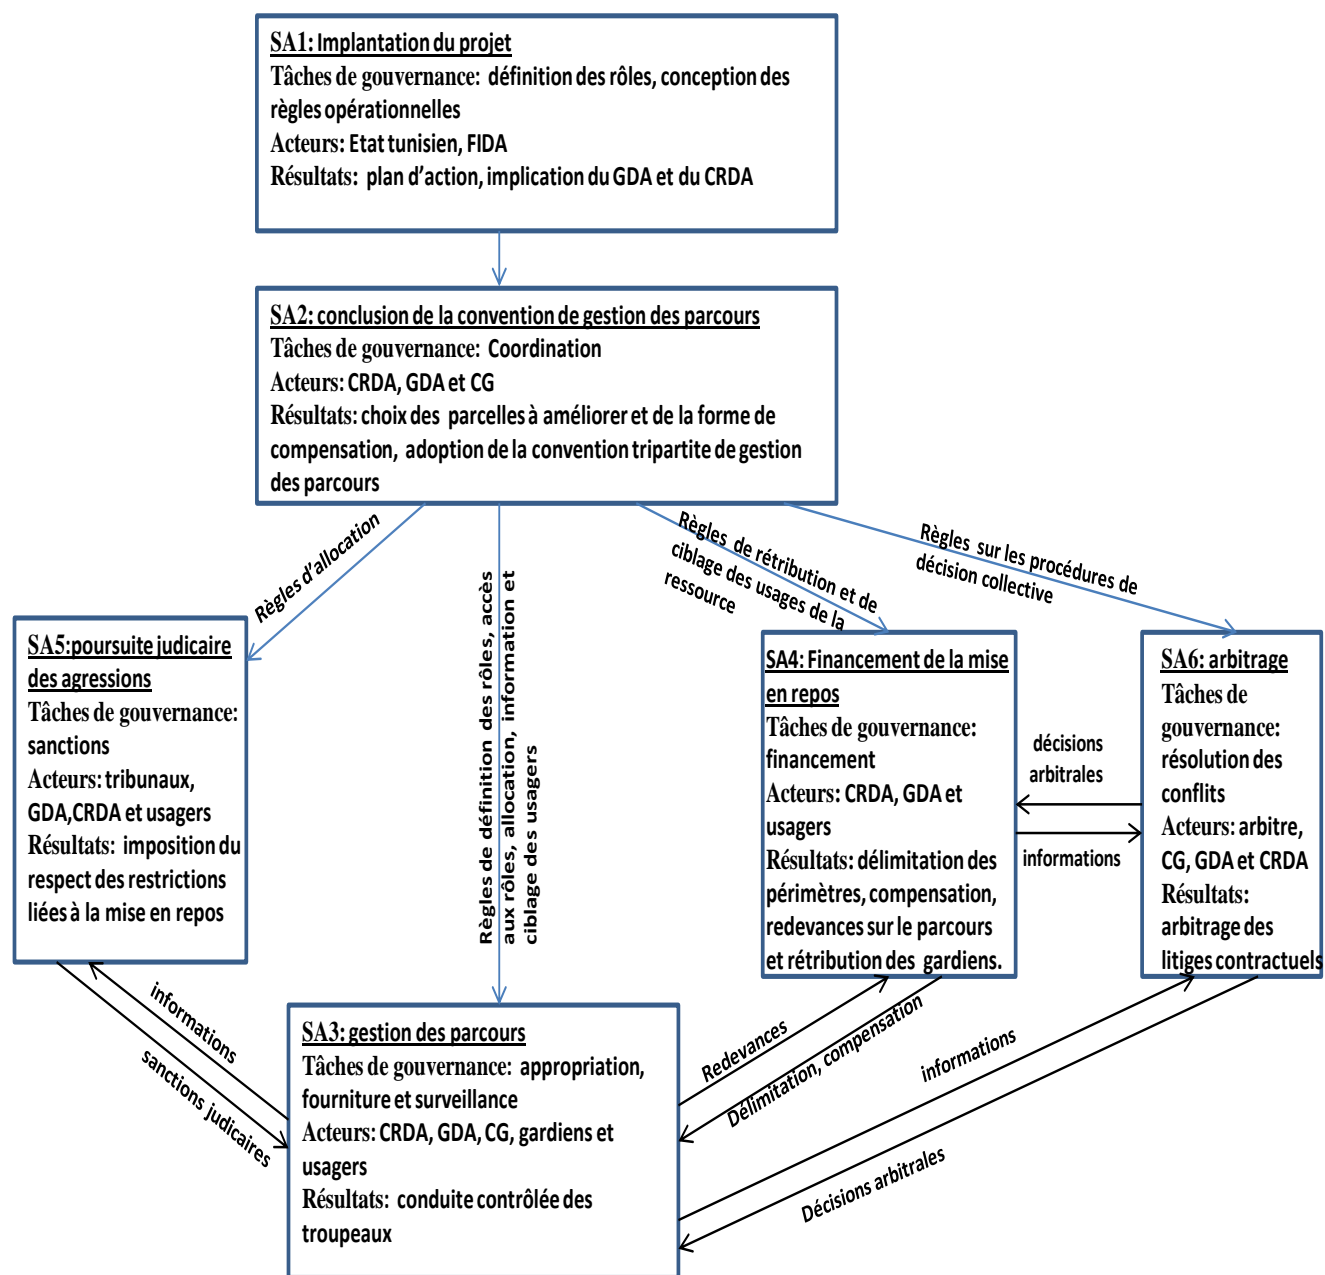 SA1: Implantation du projet
Tâches de gouvernance: définition des rôles, conception des
règles opérationnelles
Acteurs: Etat tunisien, FIDA
Résultats: plan d'action, implication du GDA et du CRDA
SA2: conclusion de la convention de gestion des parcours
Tâches de gouvernance: Coordination
Acteurs: CRDA, GDA et CG
Résultats: choix des parcelles à améliorer et de la forme de
compensation, adoption de la convention tripartite de gestion
des parcours
Règles d'allocation
Règles de définition des rôles, accès
aux rôles, allocation, information et
ciblage des usagers
Règles de rétribution et de
ciblage des usages de la
ressource
Règles sur les procédures de
décision collective
SA5:poursuite judicaire
des agressions
Tâches de gouvernance:
sanctions
Acteurs: tribunaux,
GDA,CRDA et usagers
Résultats: imposition du
respect des restrictions
liées à la mise en repos
SA4: Financement de la mise
en repos
Tâches de gouvernance:
financement
Acteurs: CRDA, GDA et
usagers
Résultats: délimitation des
périmètres, compensation,
redevances sur le parcours
et rétribution des gardiens.
décisions
arbitrales
informations
SA6: arbitrage
Tâches de
gouvernance:
résolution des
conflits
Acteurs: arbitre,
CG, GDA et CRDA
Résultats:
arbitrage des
litiges contractuels
informations
sanctions judicaires
SA3: gestion des parcours
Tâches de gouvernance: appropriation,
fourniture et surveillance
Acteurs: CRDA, GDA, CG, gardiens et
usagers
Résultats: conduite contrôlée des
troupeaux
Redevances
Délimitation, compensation
informations
Décisions arbitrales